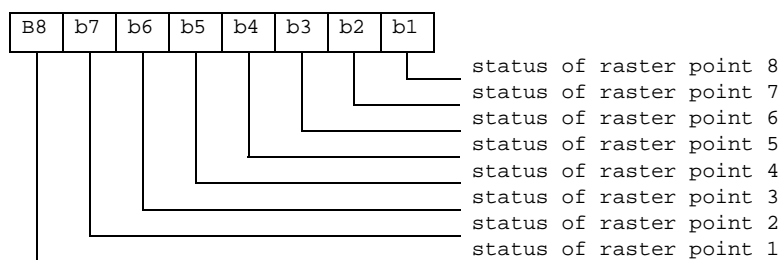 B8 b7 b6 b5 b4 b3 b2 b1
status of raster point 8
status of raster point 7
status of raster point 6
status of raster point 5
status of raster point 4
status of raster point 3
status of raster point 2
status of raster point 1